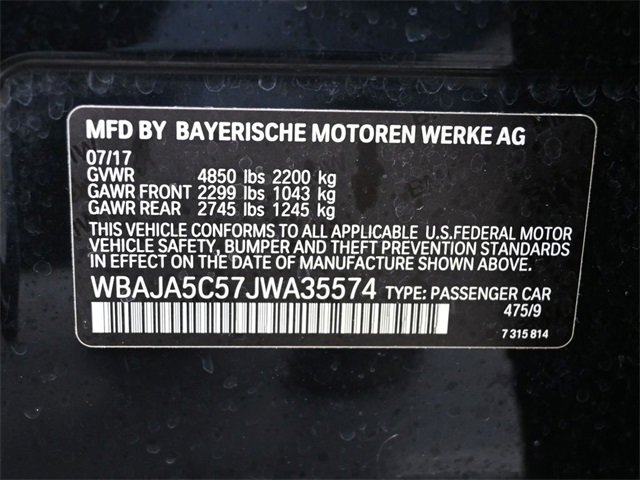 MFD BY BAYERISCHE MOTOREN WERKE AG
07/17
GVWR 4850 lbs 2200 kg
GAWR FRONT 2299 lbs 1043 kg
GAWR REAR 2745 lbs 1245 kg
THIS VEHICLE CONFORMS TO ALL APPLICABLE U.S.FEDERAL MOTOR
VEHICLE SAFETY, BUMPER AND THEFT PREVENTION STANDARDS
IN EFFECT ON THE DATE OF MANUFACTURE SHOWN ABOVE.
WBAJA5C57JWA35574 TYPE: PASSENGER CAR
475/9
7 315 814